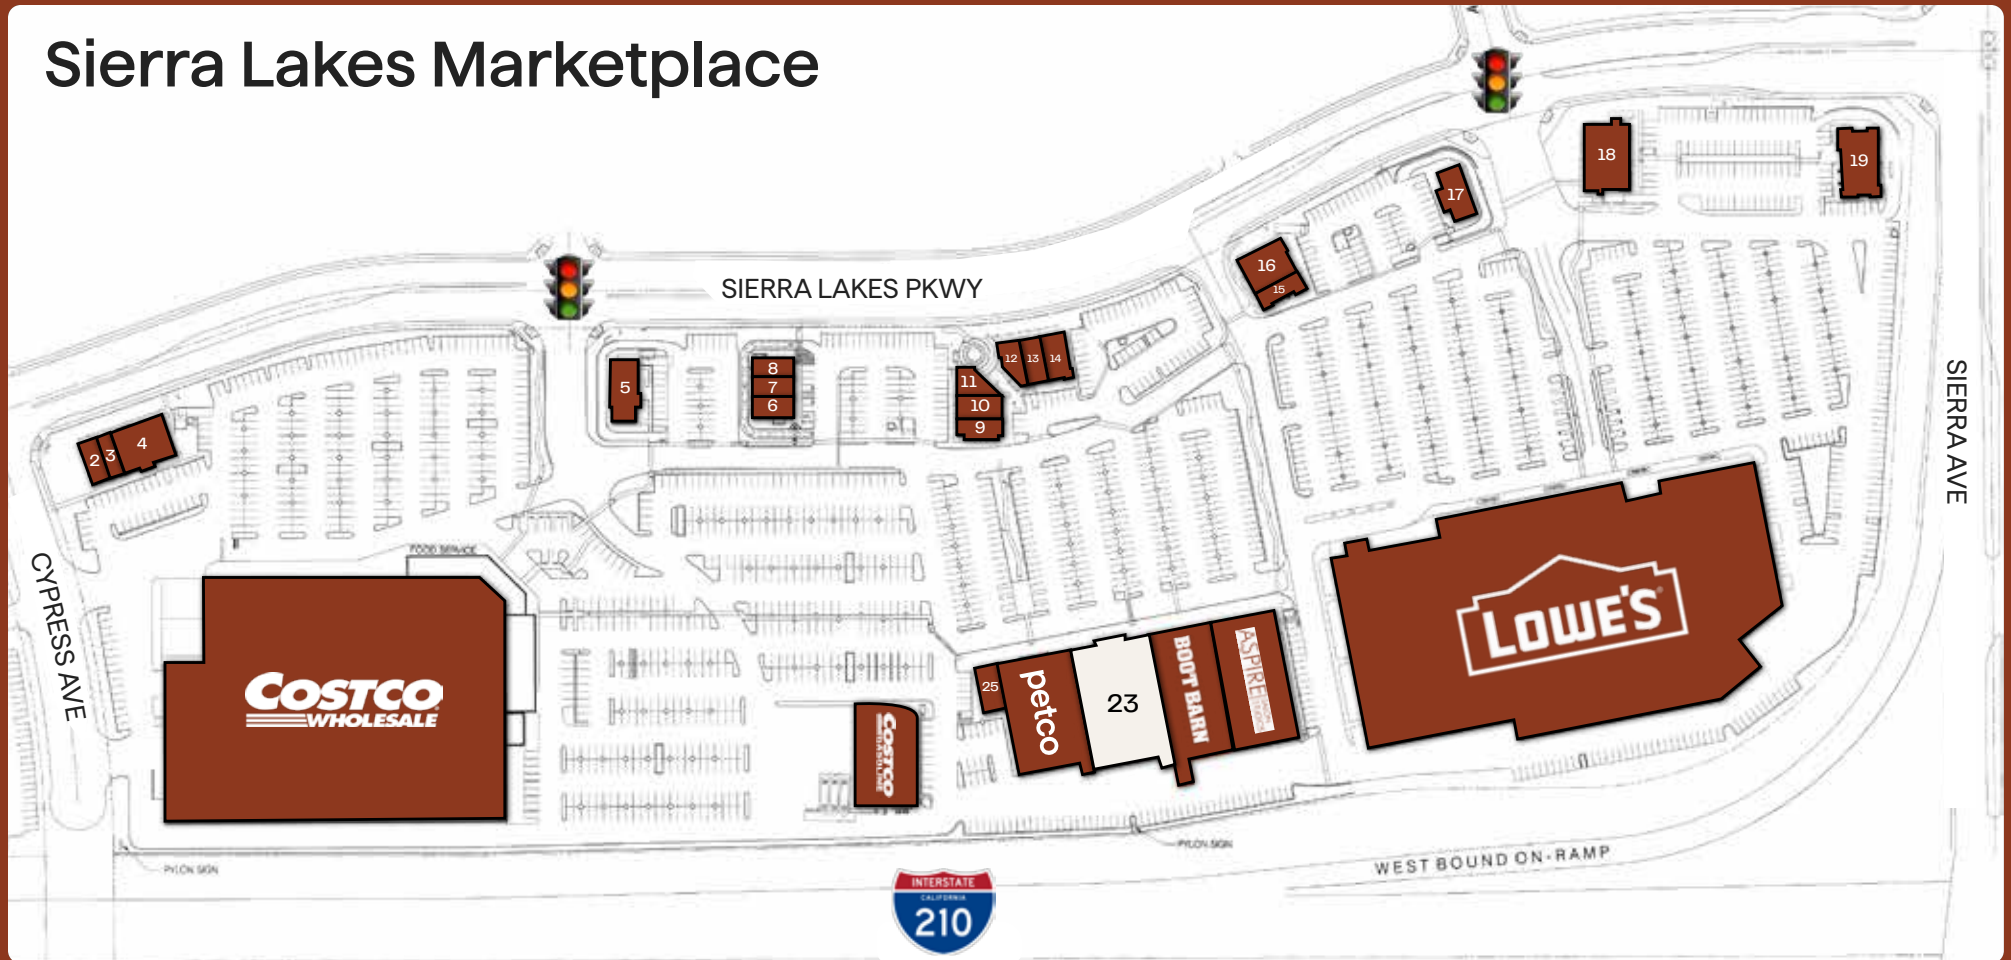 Sierra Lakes Marketplace
18
19
17
16
15
SIERRA LAKES PKWY
12
13
14
11
10
9
8
7
6
5
4
3
2
SIERRA AVE
CYPRESS AVE
FOOD SERVICE
COSTCO
WHOLESALE
COSTCO
GASOLINE
25
petco
23
BOOT BARN
ASPIRE
LOWE'S
PYLON SIGN
PYLON SIGN
WEST BOUND ON-RAMP
INTERSTATE
CALIFORNIA
210